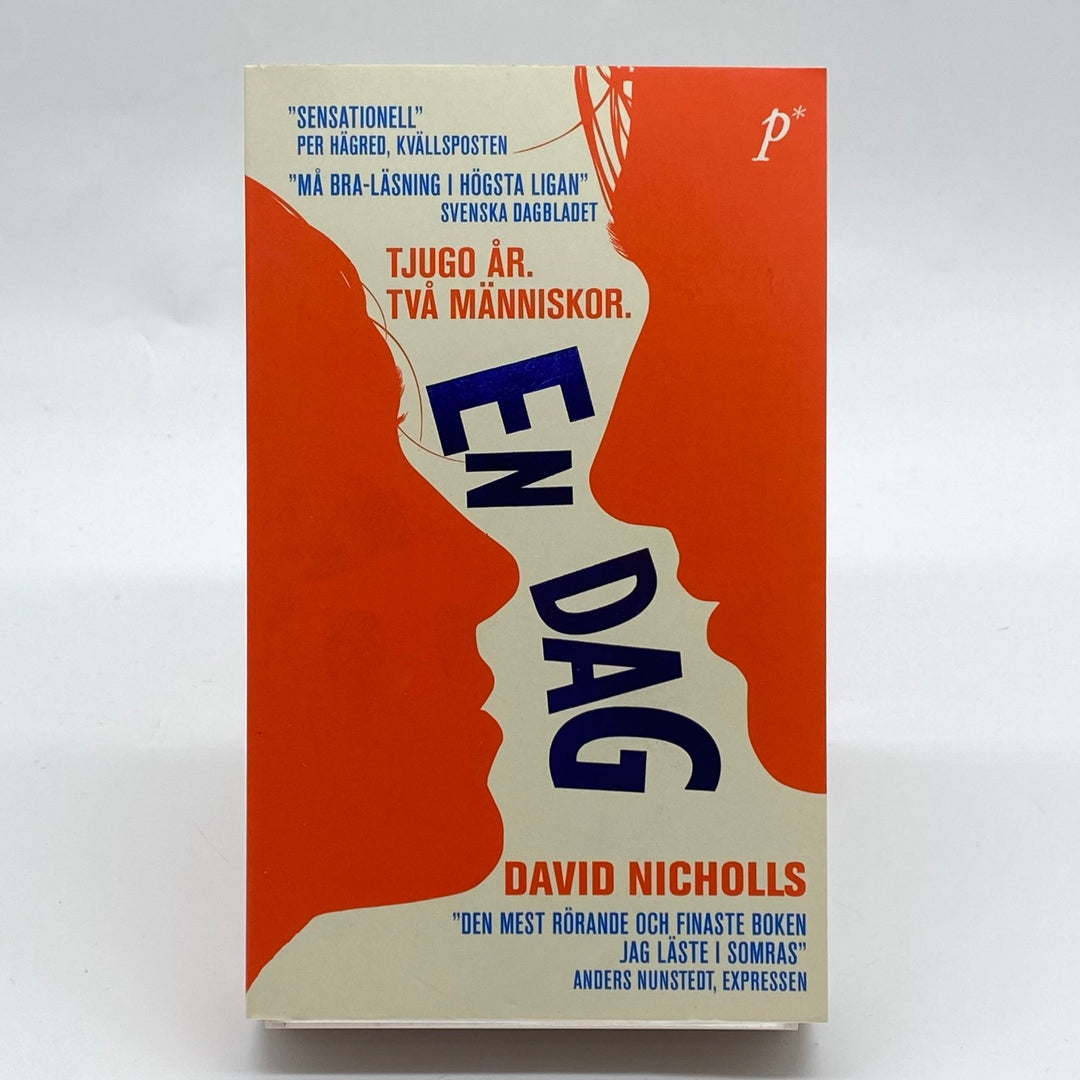 ”SENSATIONELL”
PER HÄGRED, KVÄLLSPOSTEN
”MÅ BRA-LÄSNING I HÖGSTA LIGAN”
SVENSKA DAGBLADET
p*
TJUGO ÅR.
TVÅ MÄNNISKOR.
EN
DAG
DAVID NICHOLLS
”DEN MEST RÖRANDE OCH FINASTE BOKEN
JAG LÄSTE I SOMRAS”
ANDERS NUNSTEDT, EXPRESSEN